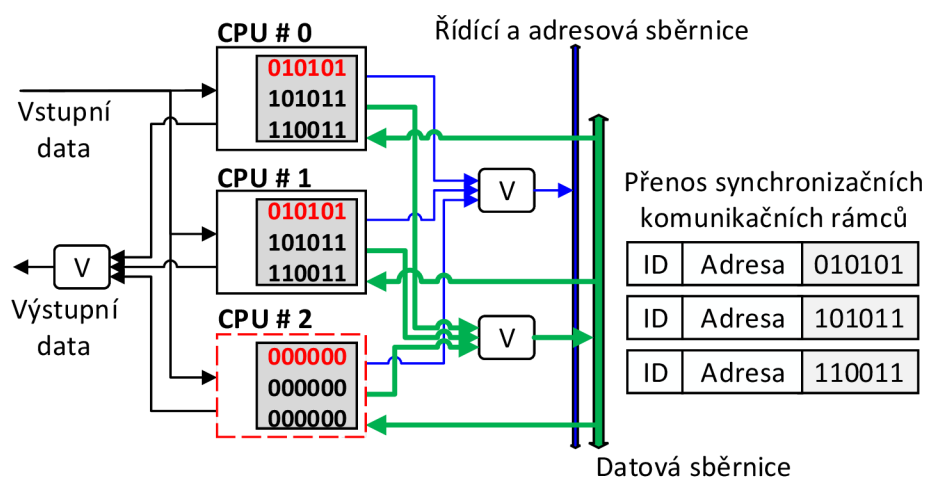 CPU # 0
Řídící a adresová sběrnice
010101
101011
110011
Vstupní
data
CPU # 1
010101
101011
110011
V
Přenos synchronizačních
komunikačních rámců
ID Adresa 010101
ID Adresa 101011
ID Adresa 110011
V
Výstupní
data
CPU # 2
000000
000000
000000
V
Datová sběrnice